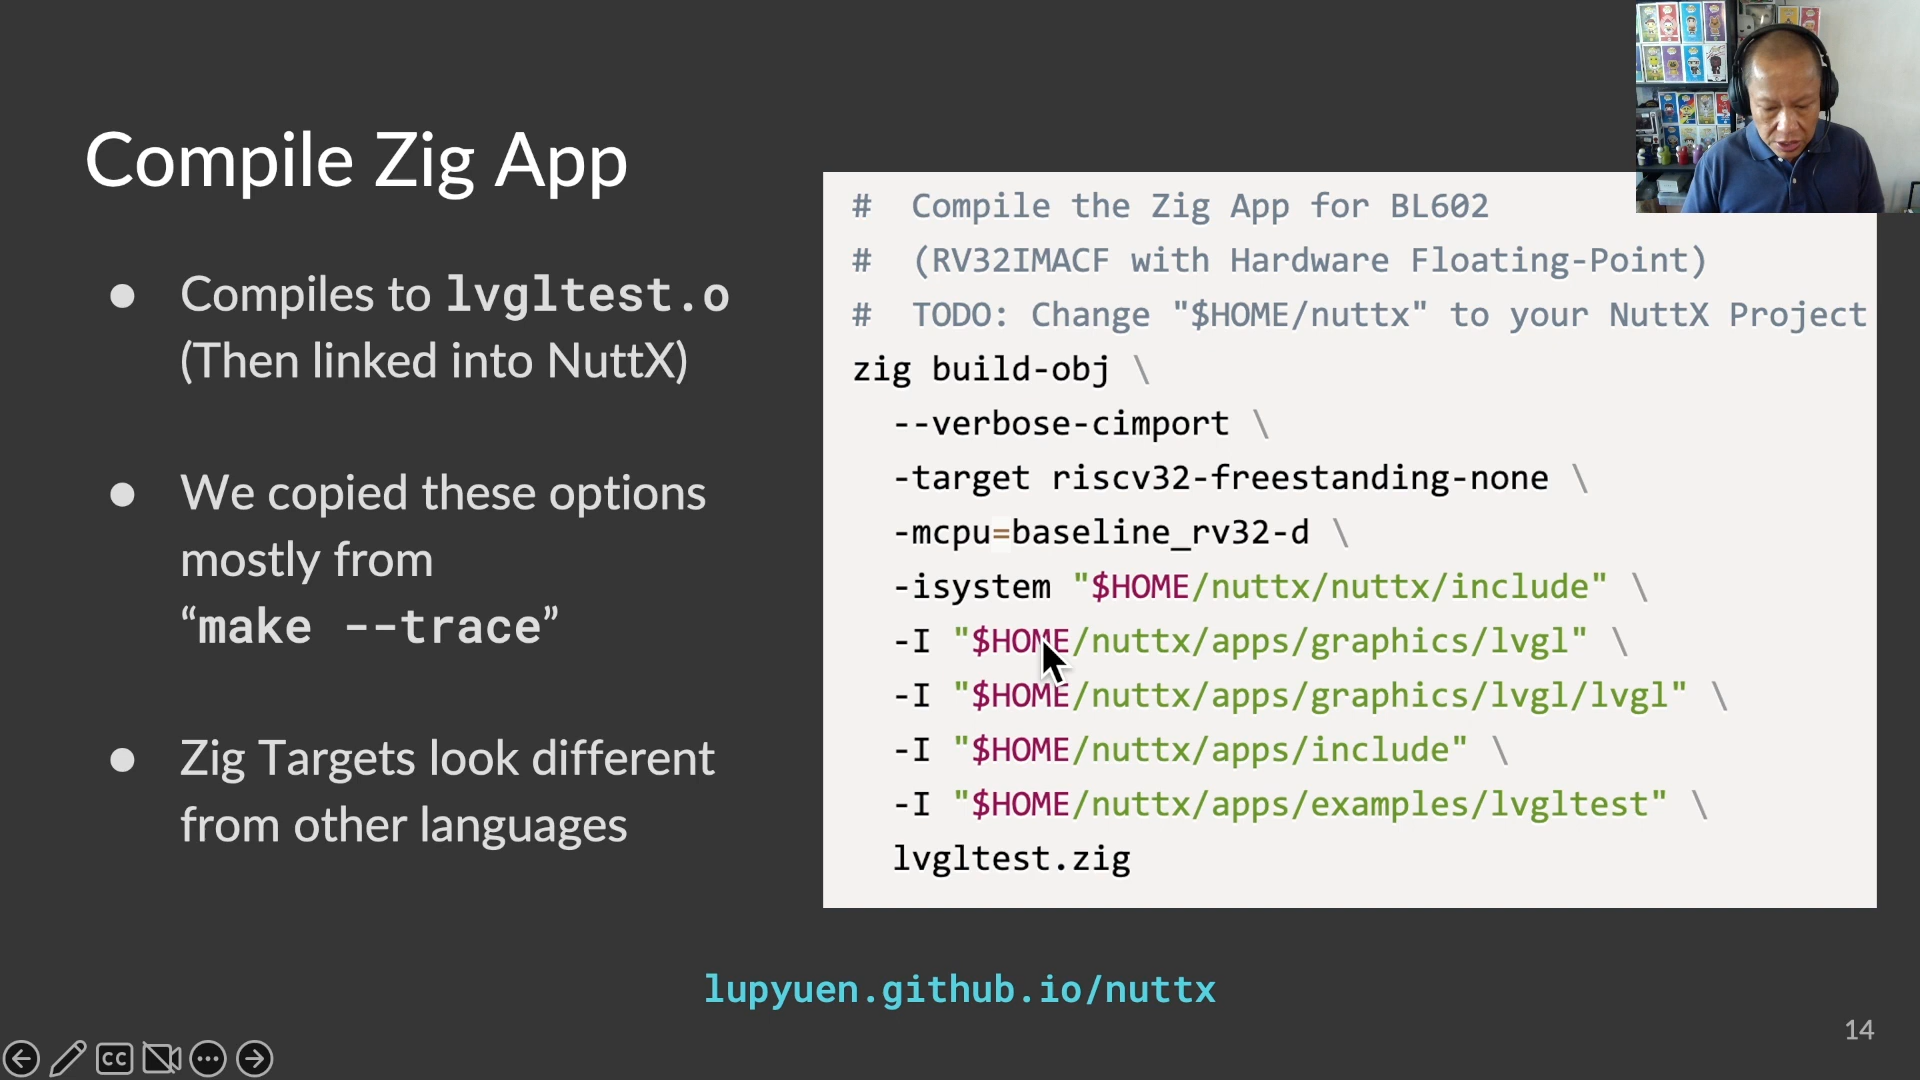 Compile Zig App
● Compiles to lvgltest.o
(Then linked into NuttX)
● We copied these options
mostly from
“make --trace”
● Zig Targets look different
from other languages
#  Compile the Zig App for BL602
#  (RV32IMACF with Hardware Floating-Point)
#  TODO: Change "$HOME/nuttx" to your NuttX Project
zig build-obj \
  --verbose-cimport \
  -target riscv32-freestanding-none \
  -mcpu=baseline_rv32-d \
  -isystem "$HOME/nuttx/nuttx/include" \
  -I "$HOME/nuttx/apps/graphics/lvgl" \
  -I "$HOME/nuttx/apps/graphics/lvgl/lvgl" \
  -I "$HOME/nuttx/apps/include" \
  -I "$HOME/nuttx/apps/examples/lvgltest" \
  lvgltest.zig
lupyuen.github.io/nuttx
14
CC